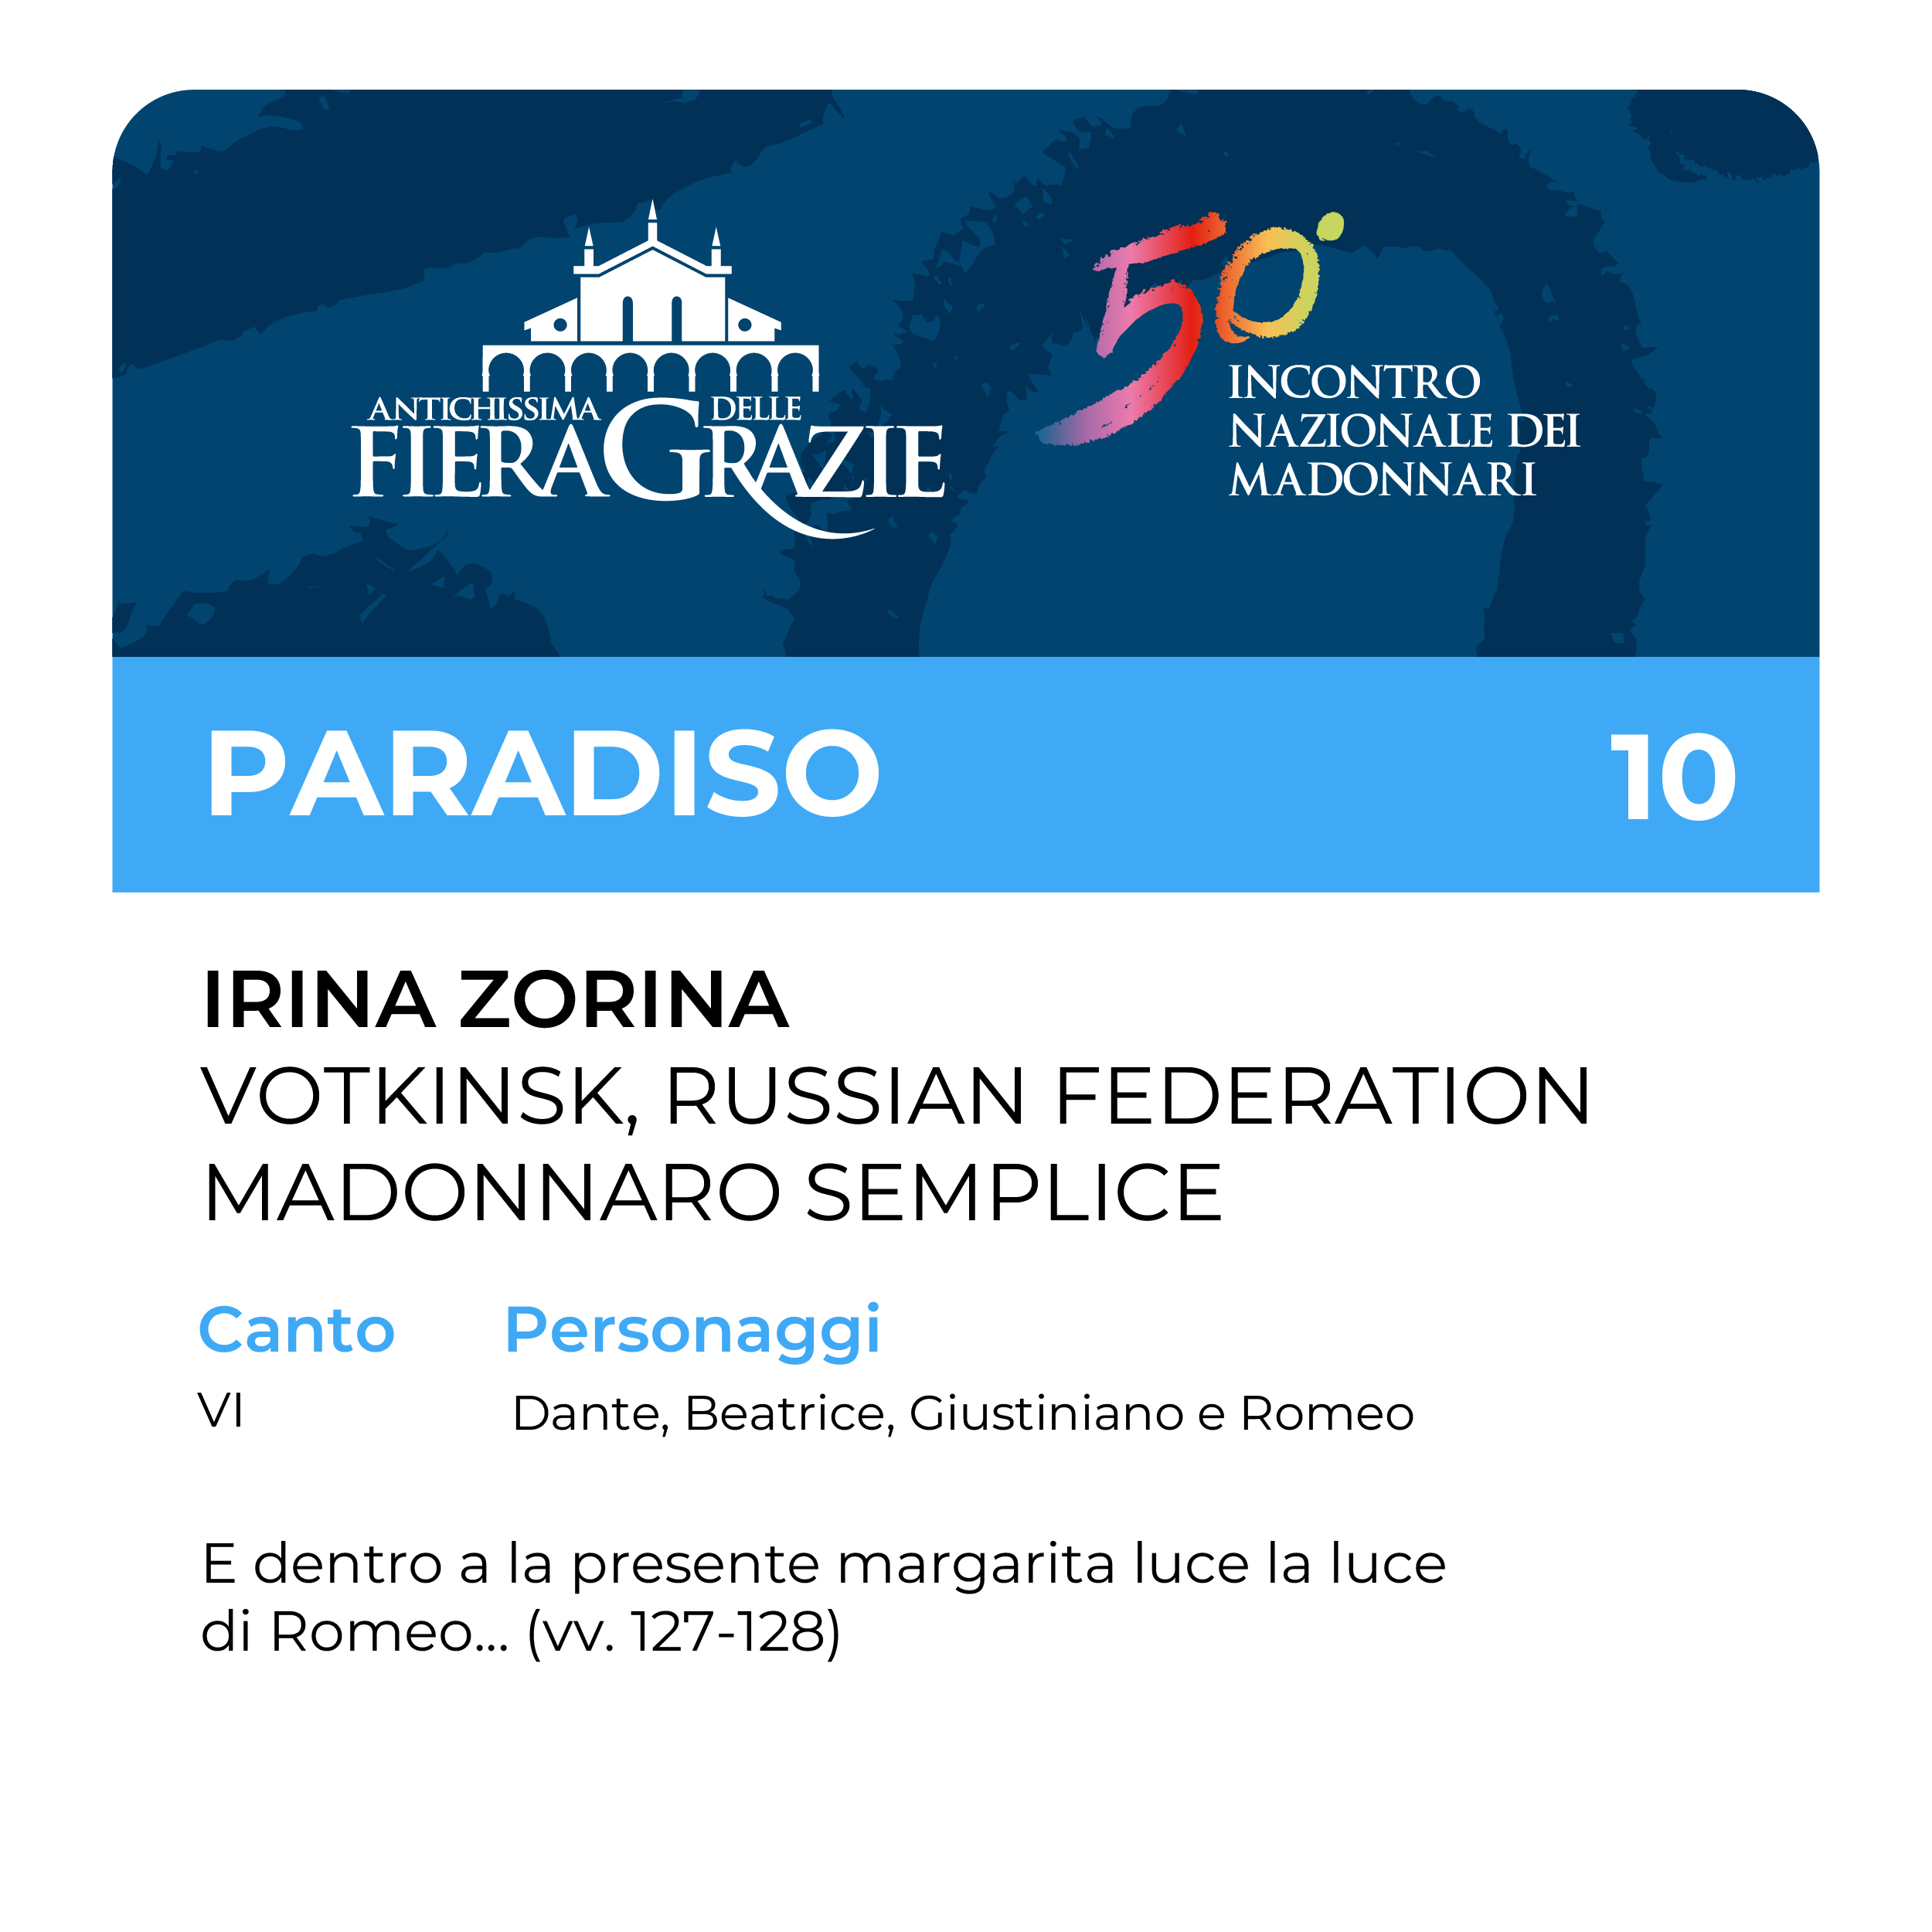 ANTICHISSIMA
DELLE
FIERA GRAZIE
50°
INCONTRO
NAZIONALE DEI
MADONNARI
PARADISO 10
IRINA ZORINA
VOTKINSK, RUSSIAN FEDERATION
MADONNARO SEMPLICE
Canto Personaggi
VI Dante, Beatrice, Giustiniano e Romeo
E dentro a la presente margarita luce la luce
di Romeo... (vv. 127-128)